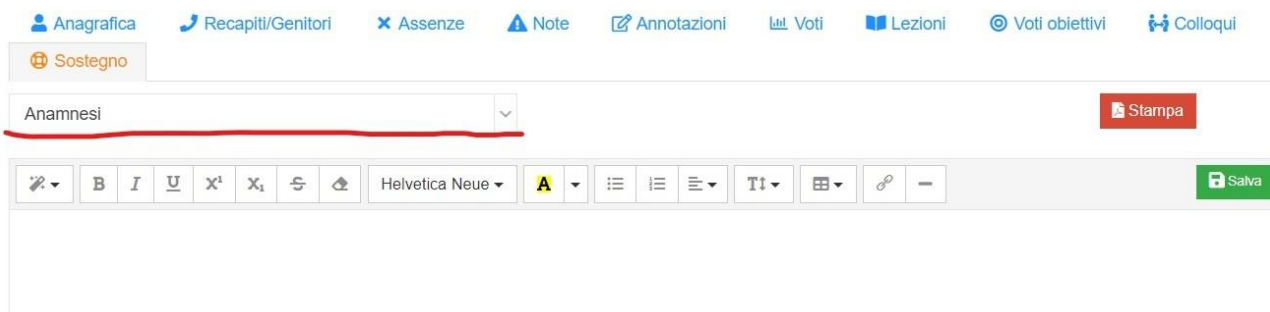 Anagrafica Recapiti/Genitori Assenze Note Annotazioni Voti Lezioni Voti obiettivi Colloqui
Sostegno
Anamnesi Stampa
B I U X¹ X₁ S Helvetica Neue A T Salva